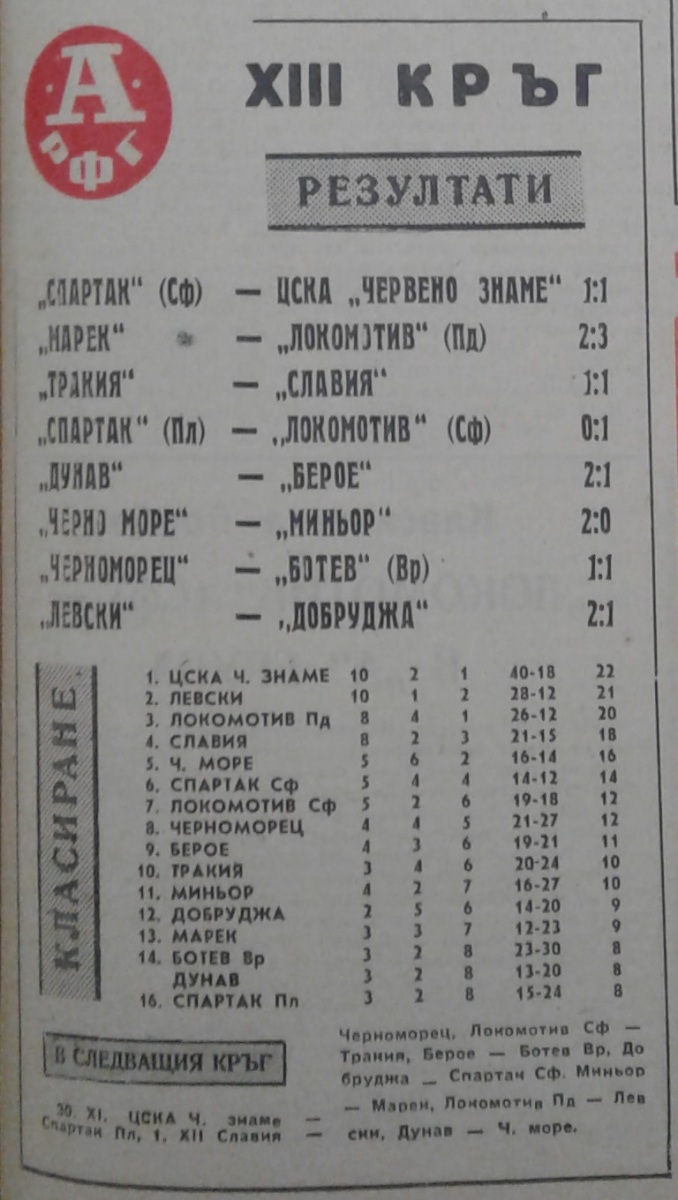 А
РФГ
XIII КРЪГ
РЕЗУЛТАТИ
„СПАРТАК“ (Сф) — ЦСКА „ЧЕРВЕНО ЗНАМЕ“ 1:1
„МАРЕК“ — „ЛОКОМОТИВ“ (Пд) 2:3
„ТРАКИЯ“ — „СЛАВИЯ“ 1:1
„СПАРТАК“ (Пл) — „ЛОКОМОТИВ“ (Сф) 0:1
„ДУНАВ“ — „БЕРОЕ“ 2:1
„ЧЕРНО МОРЕ“ — „МИНЬОР“ 2:0
„ЧЕРНОМОРЕЦ“ — „БОТЕВ“ (Вр) 1:1
„ЛЕВСКИ“ — „ДОБРУДЖА“ 2:1
КЛАСИРАНЕ
1. ЦСКА Ч. ЗНАМЕ 10 2 1 40-18 22
2. ЛЕВСКИ 10 1 2 28-12 21
3. ЛОКОМОТИВ Пд 8 4 1 26-12 20
4. СЛАВИЯ 8 2 3 21-15 18
5. Ч. МОРЕ 5 6 2 16-14 16
6. СПАРТАК Сф 5 4 4 14-12 14
7. ЛОКОМОТИВ Сф 5 2 6 19-18 12
8. ЧЕРНОМОРЕЦ 4 4 5 21-27 12
9. БЕРОЕ 4 3 6 19-21 11
10. ТРАКИЯ 3 4 6 20-24 10
11. МИНЬОР 4 2 7 16-27 10
12. ДОБРУДЖА 2 5 6 14-20 9
13. МАРЕК 3 3 7 12-23 9
14. БОТЕВ Вр 3 2 8 23-30 8
ДУНАВ 3 2 8 13-20 8
16. СПАРТАК Пл 3 2 8 15-24 8
В СЛЕДВАЩИЯ КРЪГ
30. XI. ЦСКА Ч. знаме —
Спартак Пл, 1. XII Славия —
Черноморец, Локомотив Сф —
Тракия, Берое — Ботев Вр, До
бруджа — Спартак Сф. Миньор
— Марек, Локомотив Пд — Лев
ски, Дунав — Ч. море.